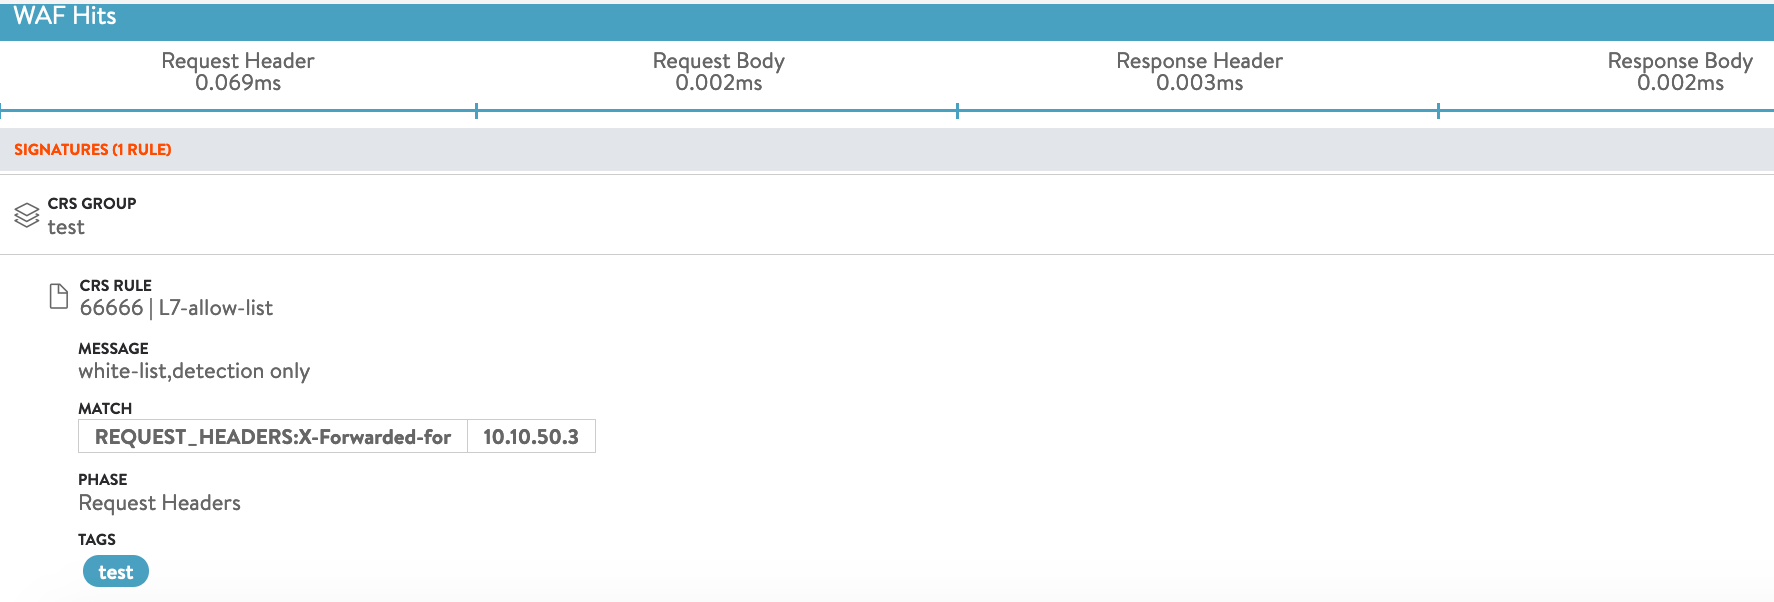 WAF Hits
Request Header Request Body Response Header Response Body
0.069ms 0.002ms 0.003ms 0.002ms
SIGNATURES (1 RULE)
CRS GROUP
test
CRS RULE
66666 | L7-allow-list
MESSAGE
white-list,detection only
MATCH
REQUEST_HEADERS:X-Forwarded-for 10.10.50.3
PHASE
Request Headers
TAGS
test